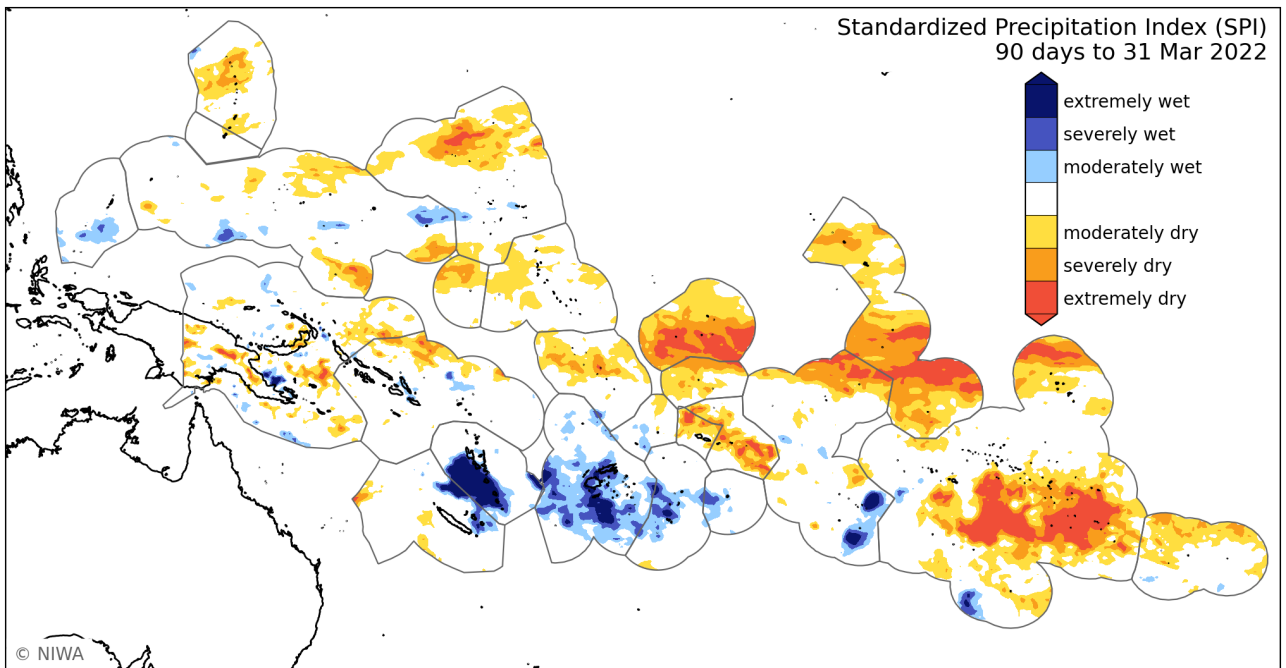 Standardized Precipitation Index (SPI)
90 days to 31 Mar 2022
extremely wet
severely wet
moderately wet
moderately dry
severely dry
extremely dry
© NIWA